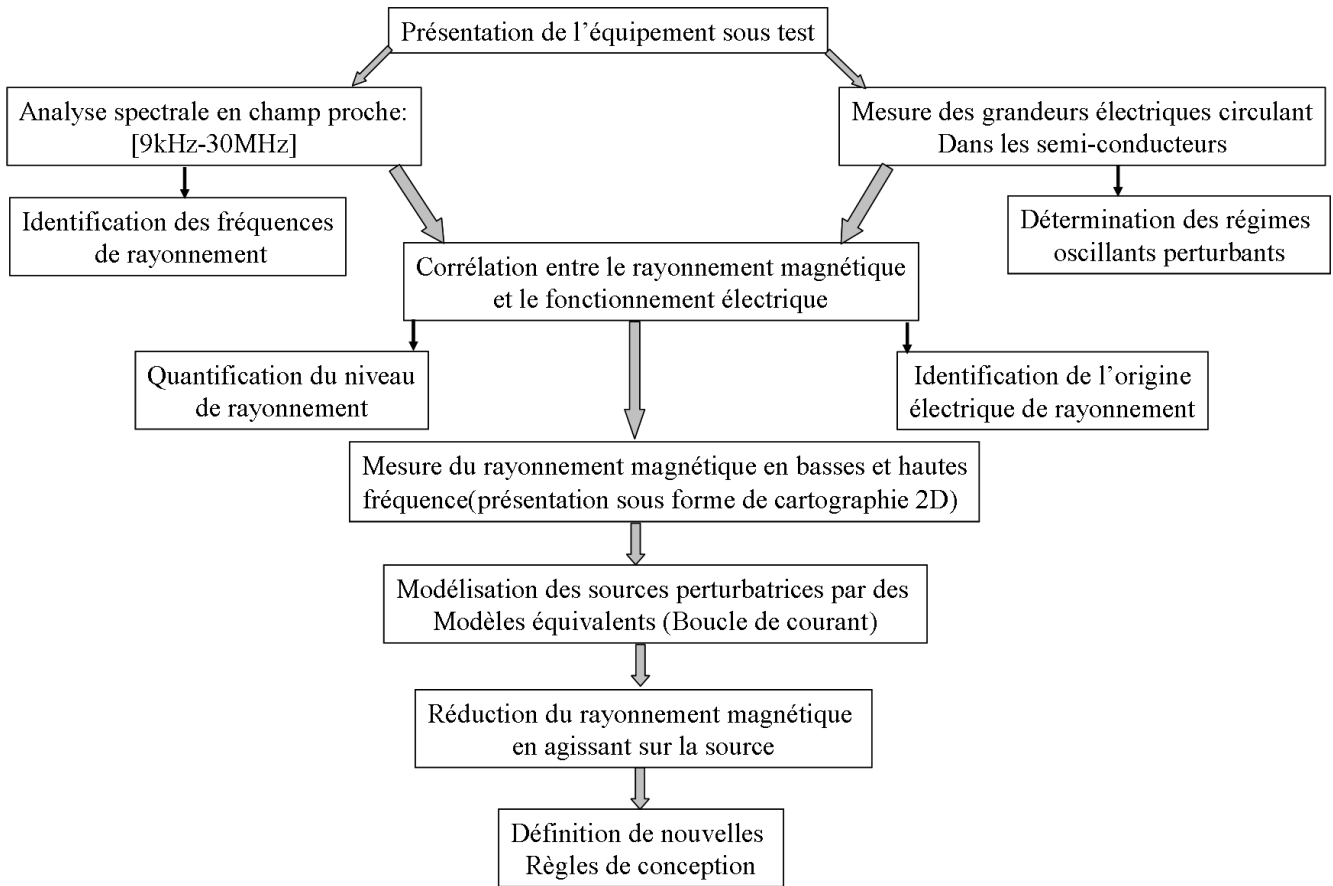 Présentation de l'équipement sous test
Analyse spectrale en champ proche:
[9kHz-30MHz]
Mesure des grandeurs électriques circulant
Dans les semi-conducteurs
Identification des fréquences
de rayonnement
Détermination des régimes
oscillants perturbants
Corrélation entre le rayonnement magnétique
et le fonctionnement électrique
Quantification du niveau
de rayonnement
Identification de l'origine
électrique de rayonnement
Mesure du rayonnement magnétique en basses et hautes
fréquence(présentation sous forme de cartographie 2D)
Modélisation des sources perturbatrices par des
Modèles équivalents (Boucle de courant)
Réduction du rayonnement magnétique
en agissant sur la source
Définition de nouvelles
Règles de conception